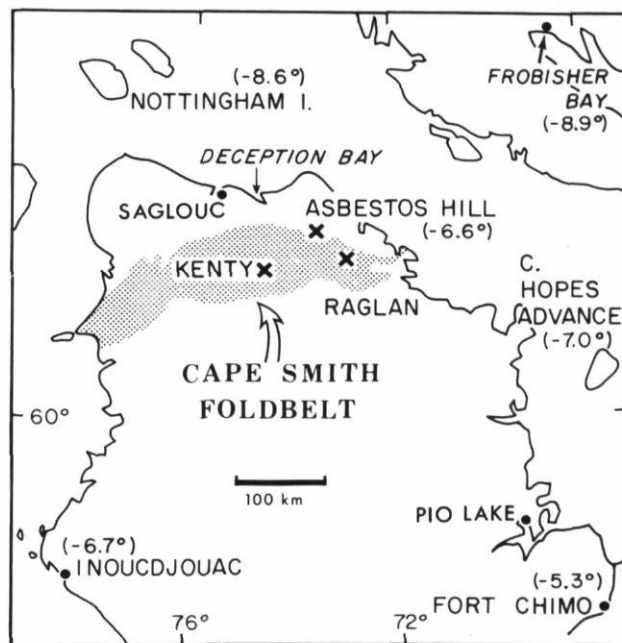 (-8.6°)
NOTTINGHAM I.
FROBISHER
BAY
(-8.9°)
DECEPTION BAY
SAGLOUC
ASBESTOS HILL
(-6.6°)
KENTY
RAGLAN
C.
HOPES
ADVANCE
(-7.0°)
CAPE SMITH
FOLDBELT
60°
100 km
PIO LAKE
(-6.7°)
INOUCDJOUAC
(-5.3°)
FORT CHIMO
76°
72°